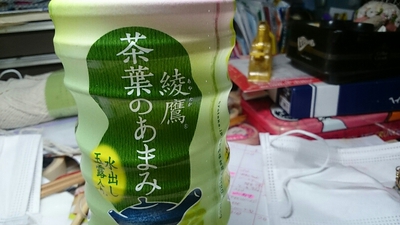 綾鷹
茶葉のあまみ
水出し
玉露入り